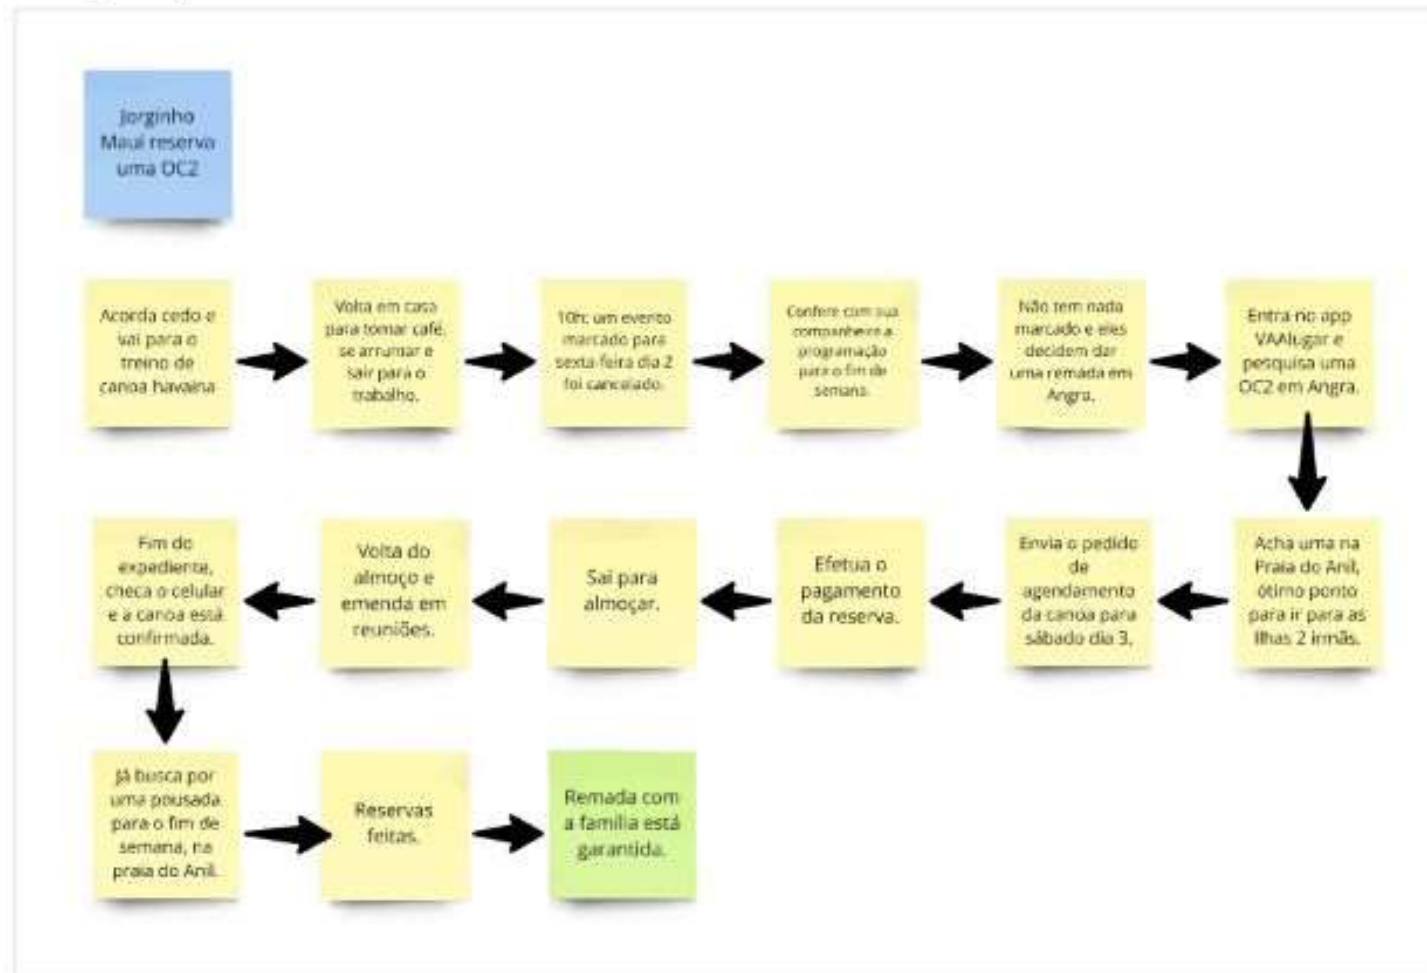 Jorginho
Maui reserva
uma OC2
Acorda cedo e
vai para o
treino de
canoa havaina
Volta em casa
para tomar café,
se arrumar e
sair para o
trabalho.
10h: um evento
marcado para
sexta-feira dia 2
foi cancelado.
Confere com sua
companheira a
programação
para o fim de
semana.
Não tem nada
marcado e eles
decidem dar
uma remada em
Angra.
Entra no app
VAAlugar e
pesquisa uma
OC2 em Angra.
Acha uma na
Praia do Anil,
ótimo ponto
para ir para as
Ilhas 2 irmãs.
Envia o pedido
de
agendamento
da canoa para
sábado dia 3.
Efetua o
pagamento
da reserva.
Sai para
almoçar.
Volta do
almoço e
emenda em
reuniões.
Fim do
expediente,
checa o celular
e a canoa está
confirmada.
Já busca por
uma pousada
para o fim de
semana, na
praia do Anil.
Reservas
feitas.
Remada com
a família está
garantida.